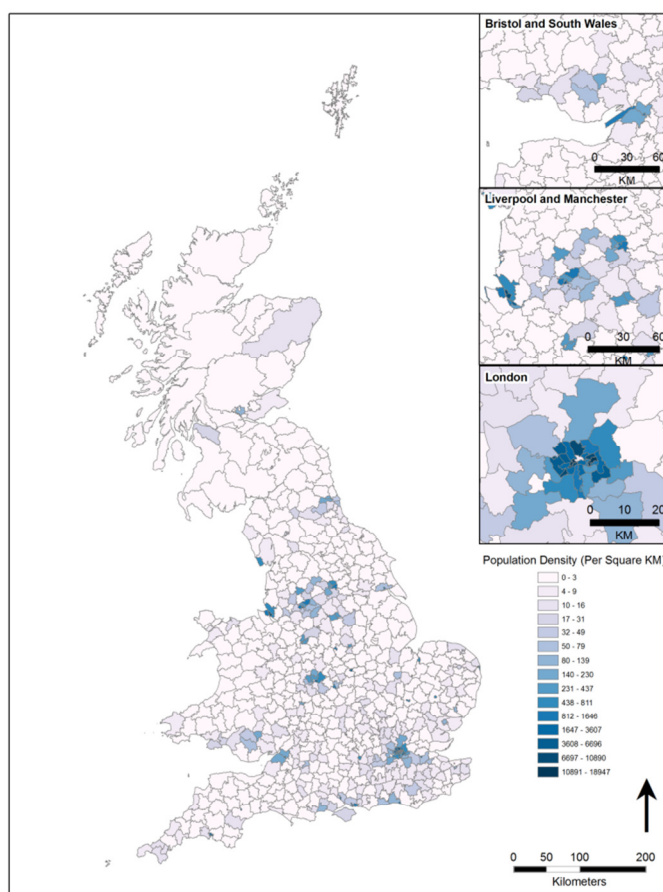 Bristol and South Wales
0 30 60
KM
Liverpool and Manchester
0 30 60
KM
London
0 10 20
KM
Population Density (Per Square KM)
0 - 3
4 - 9
10 - 16
17 - 31
32 - 49
50 - 79
80 - 139
140 - 230
231 - 437
438 - 811
812 - 1646
1647 - 3607
3608 - 6696
6697 - 10890
10891 - 18947
0 50 100 200
Kilometers